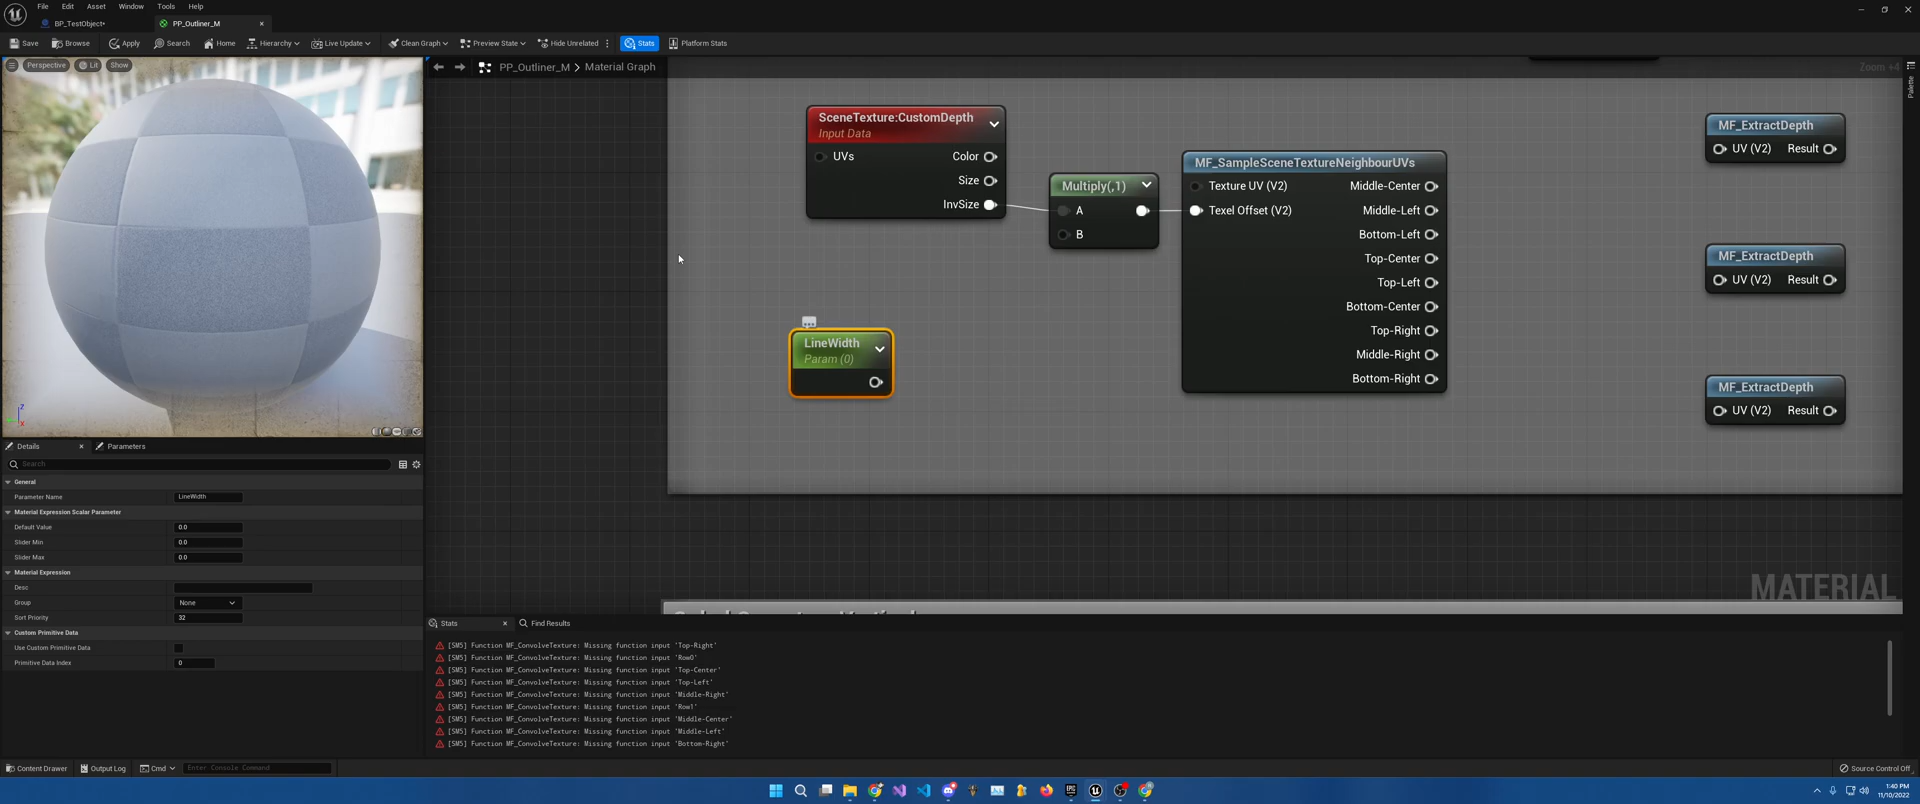 File Edit Asset Window Tools Help
BP_TestObject•
PP_Outliner_M
Save Browse Apply Search Home Hierarchy Live Update Clean Graph Preview State Hide Unrelated Stats Platform Stats
Perspective Lit Show
PP_Outliner_M > Material Graph
Zoom +4
Palette
SceneTexture:CustomDepth
Input Data
UVs Color
Size
InvSize
Multiply(,1)
A
B
MF_SampleSceneTextureNeighbourUVs
Texture UV (V2) Middle-Center
Texel Offset (V2) Middle-Left
Bottom-Left
Top-Center
Top-Left
Bottom-Center
Top-Right
Middle-Right
Bottom-Right
MF_ExtractDepth
UV (V2) Result
MF_ExtractDepth
UV (V2) Result
MF_ExtractDepth
UV (V2) Result
LineWidth
Param (0)
MATERIAL
Z
X
Details Parameters
Search
General
Parameter Name LineWidth
Material Expression Scalar Parameter
Default Value 0.0
Slider Min 0.0
Slider Max 0.0
Material Expression
Desc
Group None
Sort Priority 32
Custom Primitive Data
Use Custom Primitive Data
Primitive Data Index 0
Stats Find Results
[SM5] Function MF_ConvolveTexture: Missing function input 'Top-Right'
[SM5] Function MF_ConvolveTexture: Missing function input 'Row0'
[SM5] Function MF_ConvolveTexture: Missing function input 'Top-Center'
[SM5] Function MF_ConvolveTexture: Missing function input 'Top-Left'
[SM5] Function MF_ConvolveTexture: Missing function input 'Middle-Right'
[SM5] Function MF_ConvolveTexture: Missing function input 'Row1'
[SM5] Function MF_ConvolveTexture: Missing function input 'Middle-Center'
[SM5] Function MF_ConvolveTexture: Missing function input 'Middle-Left'
[SM5] Function MF_ConvolveTexture: Missing function input 'Bottom-Right'
Content Drawer Output Log Cmd Enter Console Command Source Control Off
1:40 PM
11/10/2022